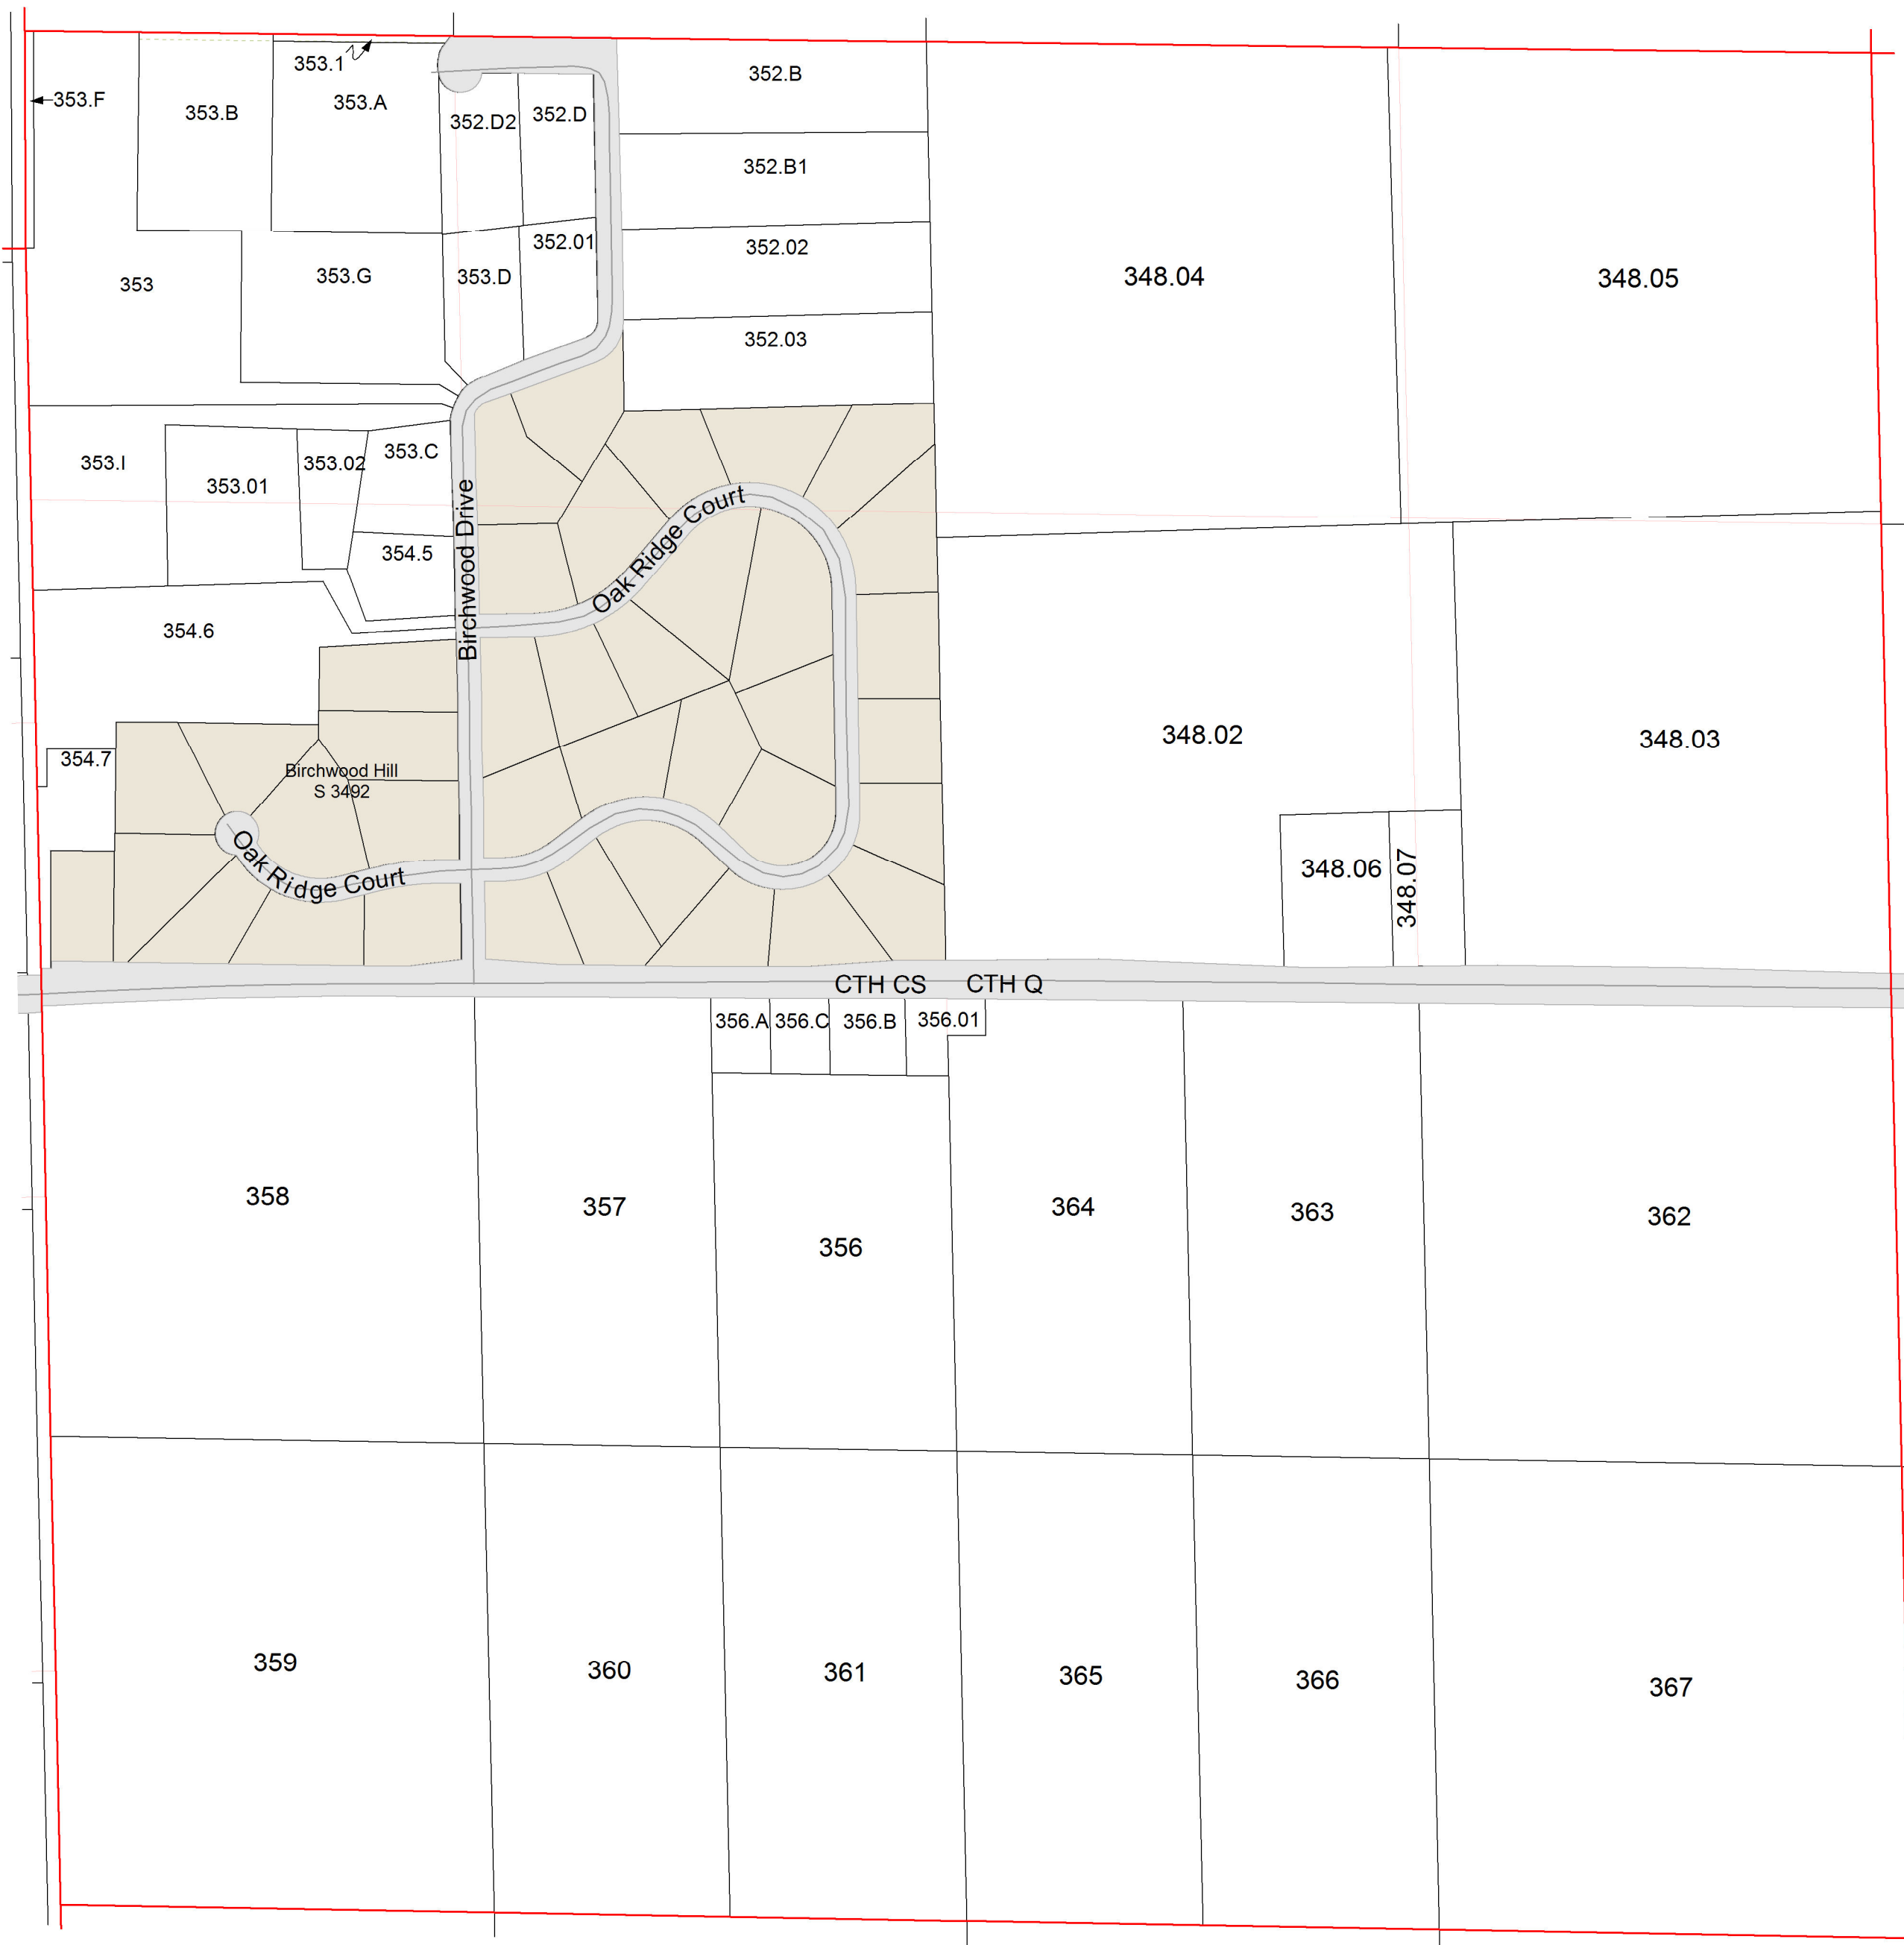 353.1
352.B
353.F
353.A
353.B
352.D2
352.D
352.B1
352.01
352.02
353
353.G
353.D
348.04
348.05
352.03
353.I
353.01
353.02
353.C
354.5
Birchwood Drive
Oak Ridge Court
354.6
348.02
348.03
354.7
Birchwood Hill
S 3492
348.06
348.07
Oak Ridge Court
CTH CS
CTH Q
356.A
356.C
356.B
356.01
358
357
356
364
363
362
359
360
361
365
366
367